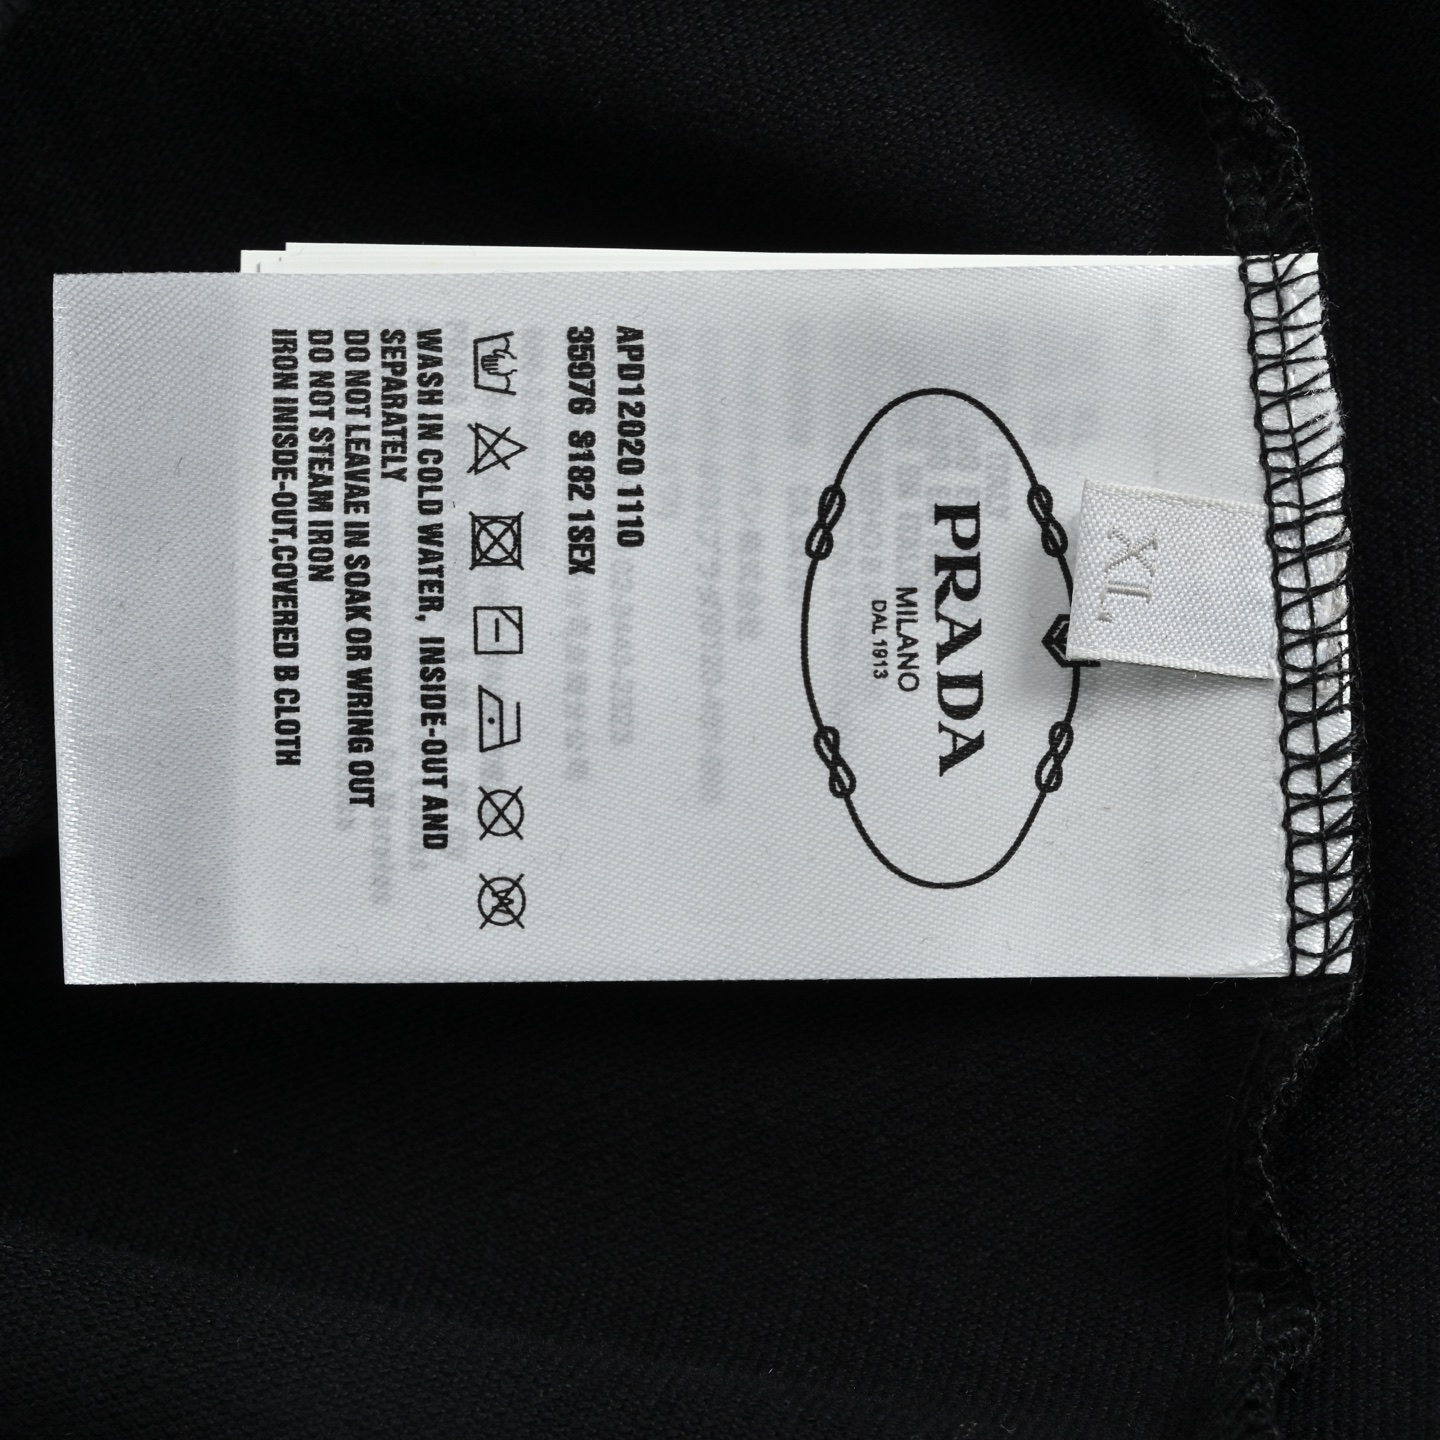 XL
PRADA
MILANO
DAL 1913
APD12020 1110
35976 S182 1SEX
WASH IN COLD WATER, INSIDE-OUT AND
SEPARATELY
DO NOT LEAVAE IN SOAK OR WRING OUT
DO NOT STEAM IRON
IRON INISDE-OUT,COVERED B CLOTH